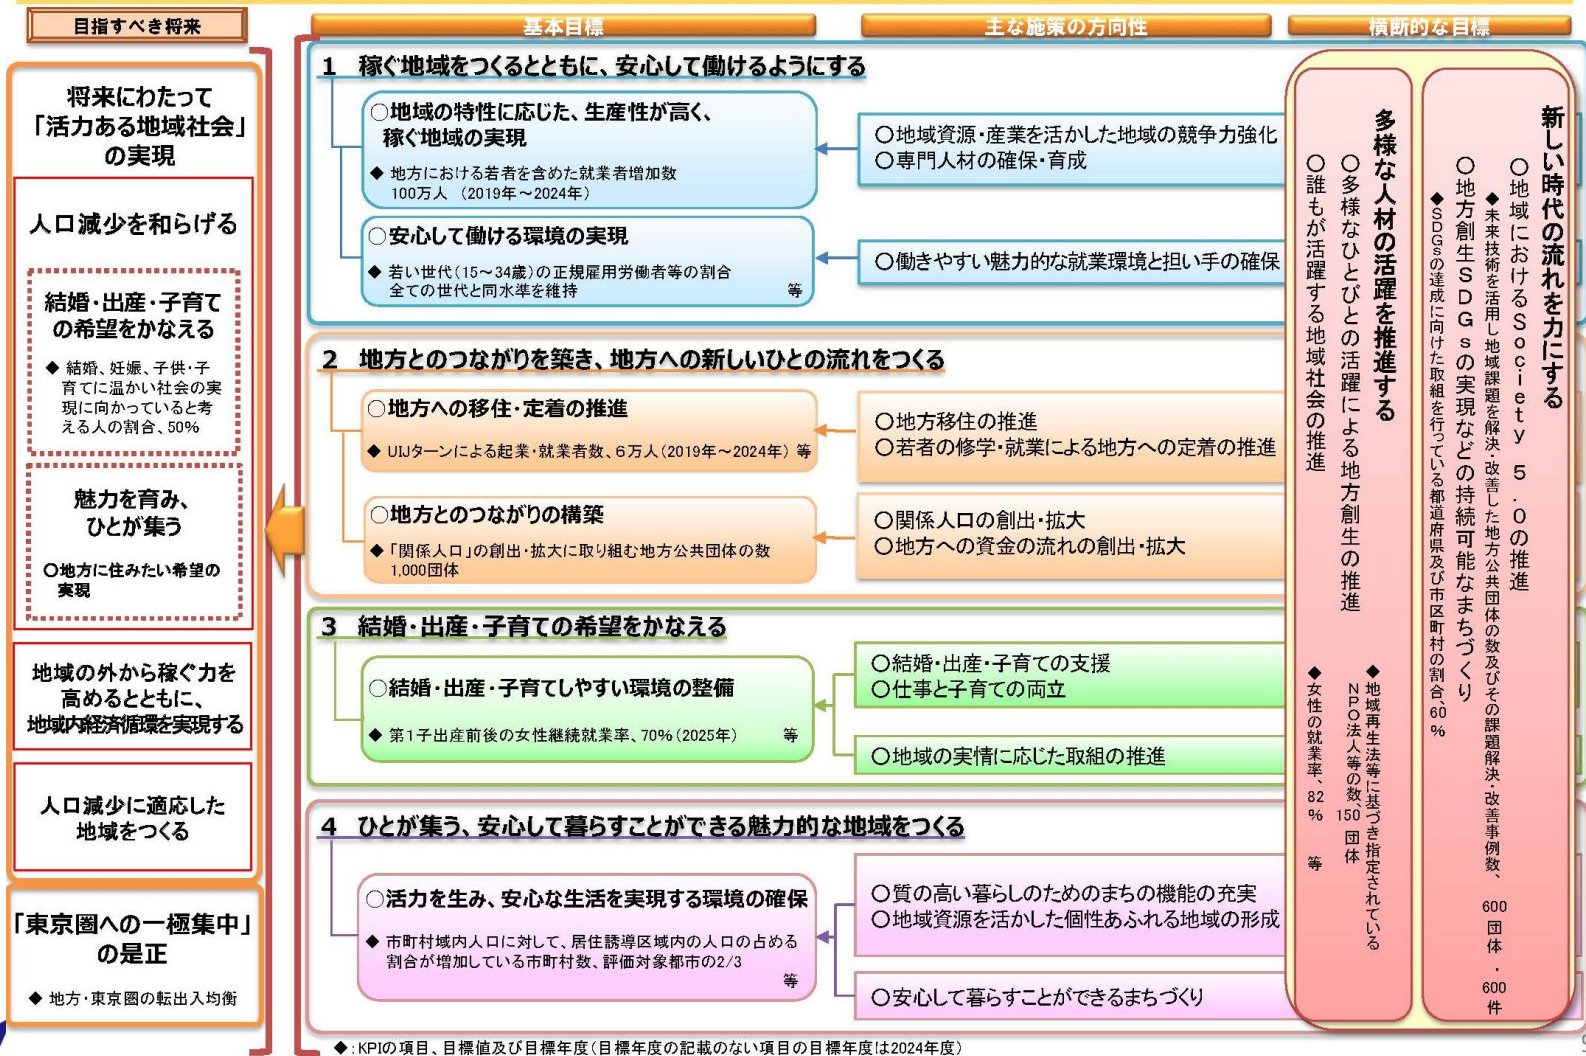 目指すべき将来
基本目標
主な施策の方向性
横断的な目標
将来にわたって
「活力ある地域社会」
の実現
人口減少を和らげる
結婚・出産・子育て
の希望をかなえる
◆ 結婚、妊娠、子供・子
育てに温かい社会の実
現に向かっていると考
える人の割合、50%
魅力を育み、
ひとが集う
○地方に住みたい希望の
実現
地域の外から稼ぐ力を
高めるとともに、
地域内経済循環を実現する
人口減少に適応した
地域をつくる
「東京圏への一極集中」
の是正
◆ 地方・東京圏の転出入均衡
1 稼ぐ地域をつくるとともに、安心して働けるようにする
○地域の特性に応じた、生産性が高く、
稼ぐ地域の実現
◆ 地方における若者を含めた就業者増加数
100万人 (2019年～2024年)
○地域資源・産業を活かした地域の競争力強化
○専門人材の確保・育成
○安心して働ける環境の実現
◆ 若い世代(15～34歳)の正規雇用労働者等の割合
全ての世代と同水準を維持 等
○働きやすい魅力的な就業環境と担い手の確保
2 地方とのつながりを築き、地方への新しいひとの流れをつくる
○地方への移住・定着の推進
◆ UIJターンによる起業・就業者数、6万人(2019年～2024年) 等
○地方移住の推進
○若者の修学・就業による地方への定着の推進
○地方とのつながりの構築
◆ 「関係人口」の創出・拡大に取り組む地方公共団体の数
1,000団体
○関係人口の創出・拡大
○地方への資金の流れの創出・拡大
3 結婚・出産・子育ての希望をかなえる
○結婚・出産・子育てしやすい環境の整備
◆ 第1子出産前後の女性継続就業率、70%(2025年) 等
○結婚・出産・子育ての支援
○仕事と子育ての両立
○地域の実情に応じた取組の推進
4 ひとが集う、安心して暮らすことができる魅力的な地域をつくる
○活力を生み、安心な生活を実現する環境の確保
◆ 市町村域内人口に対して、居住誘導区域内の人口の占める
割合が増加している市町村数、評価対象都市の2/3
等
○質の高い暮らしのためのまちの機能の充実
○地域資源を活かした個性あふれる地域の形成
○安心して暮らすことができるまちづくり
新しい時代の流れを力にする
○地域におけるSociety 5.0の推進
◆未来技術を活用し地域課題を解決・改善した地方公共団体の数及びその課題解決・改善事例数、600団体・600件
○地方創生SDGsの実現などの持続可能なまちづくり
◆SDGsの達成に向けた取組を行っている都道府県及び市区町村の割合、60%
多様な人材の活躍を推進する
○多様なひとびとの活躍による地方創生の推進
◆地域再生法等に基づき指定されている
NPO法人等の数、150団体
○誰もが活躍する地域社会の推進
◆女性の就業率、82% 等
◆:KPIの項目、目標値及び目標年度(目標年度の記載のない項目の目標年度は2024年度)